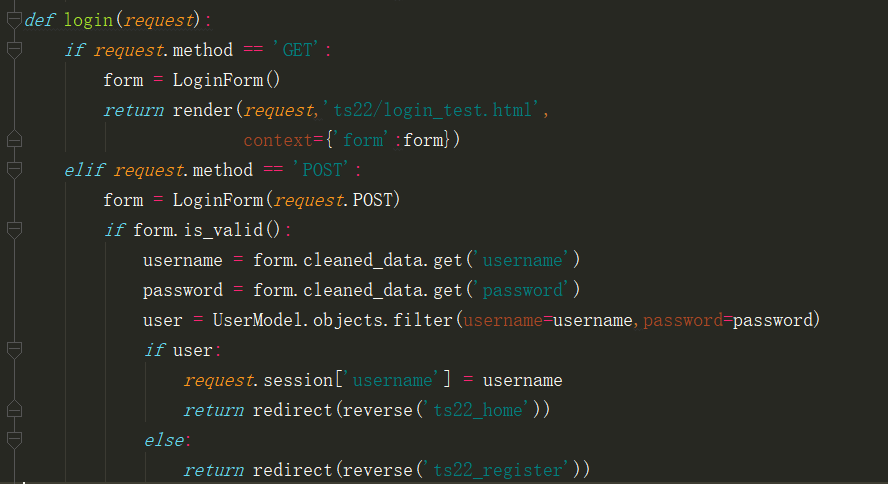 def login(request):
    if request.method == 'GET':
        form = LoginForm()
        return render(request,'ts22/login_test.html',
                      context={'form':form})
    elif request.method == 'POST':
        form = LoginForm(request.POST)
        if form.is_valid():
            username = form.cleaned_data.get('username')
            password = form.cleaned_data.get('password')
            user = UserModel.objects.filter(username=username,password=password)
            if user:
                request.session['username'] = username
                return redirect(reverse('ts22_home'))
            else:
                return redirect(reverse('ts22_register'))